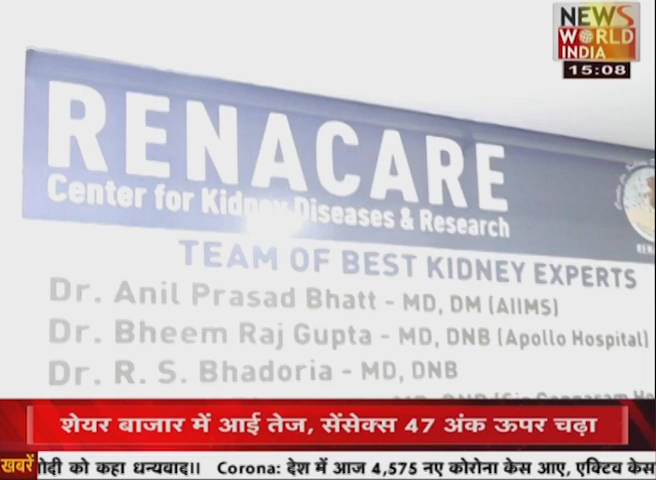 NEWS
WORLD
INDIA
15:08
RENACARE
Center for Kidney Diseases & Research
TEAM OF BEST KIDNEY EXPERTS
Dr. Anil Prasad Bhatt - MD, DM (AIIMS)
Dr. Bheem Raj Gupta - MD, DNB (Apollo Hospital)
Dr. R. S. Bhadoria - MD, DNB
शेयर बाजार में आई तेज, सेंसेक्स 47 अंक ऊपर चढ़ा
खबरें
मोदी को कहा धन्यवाद।। Corona: देश में आज 4,575 नए कोरोना केस आए, एक्टिव केस